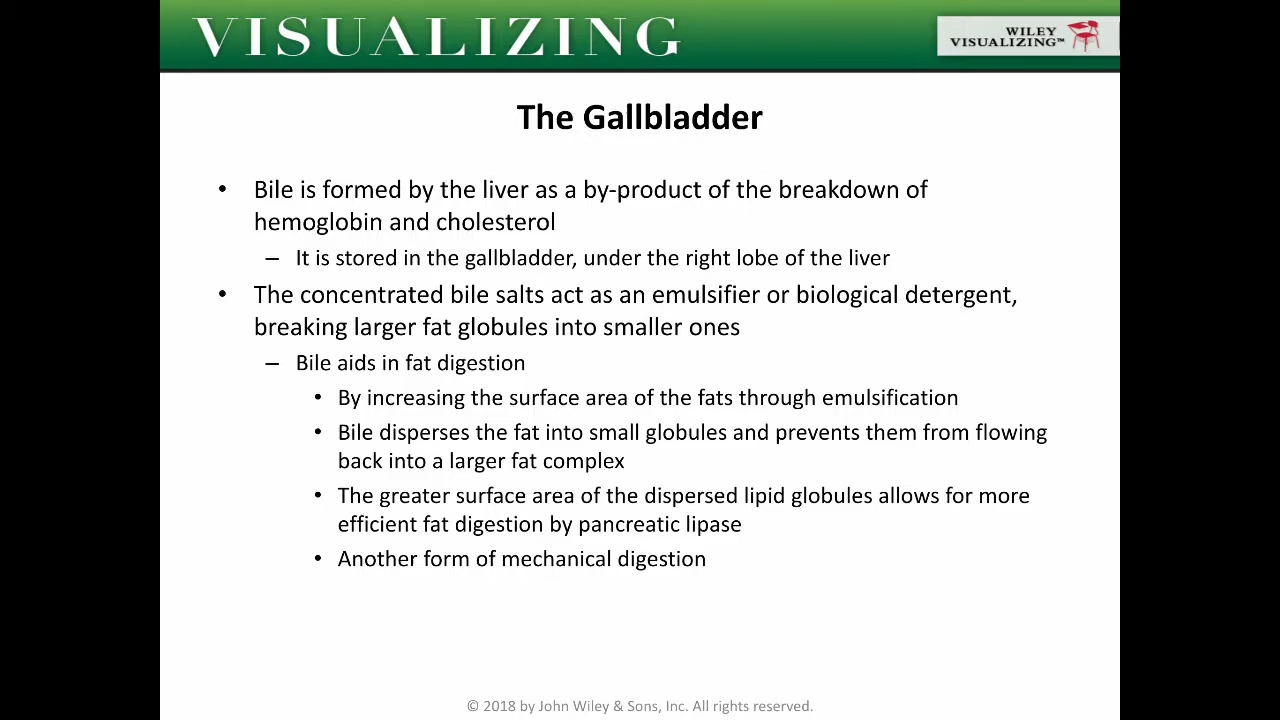 VISUALIZING
WILEY
VISUALIZING™
The Gallbladder
• Bile is formed by the liver as a by-product of the breakdown of
hemoglobin and cholesterol
– It is stored in the gallbladder, under the right lobe of the liver
• The concentrated bile salts act as an emulsifier or biological detergent,
breaking larger fat globules into smaller ones
– Bile aids in fat digestion
• By increasing the surface area of the fats through emulsification
• Bile disperses the fat into small globules and prevents them from flowing
back into a larger fat complex
• The greater surface area of the dispersed lipid globules allows for more
efficient fat digestion by pancreatic lipase
• Another form of mechanical digestion
© 2018 by John Wiley & Sons, Inc. All rights reserved.